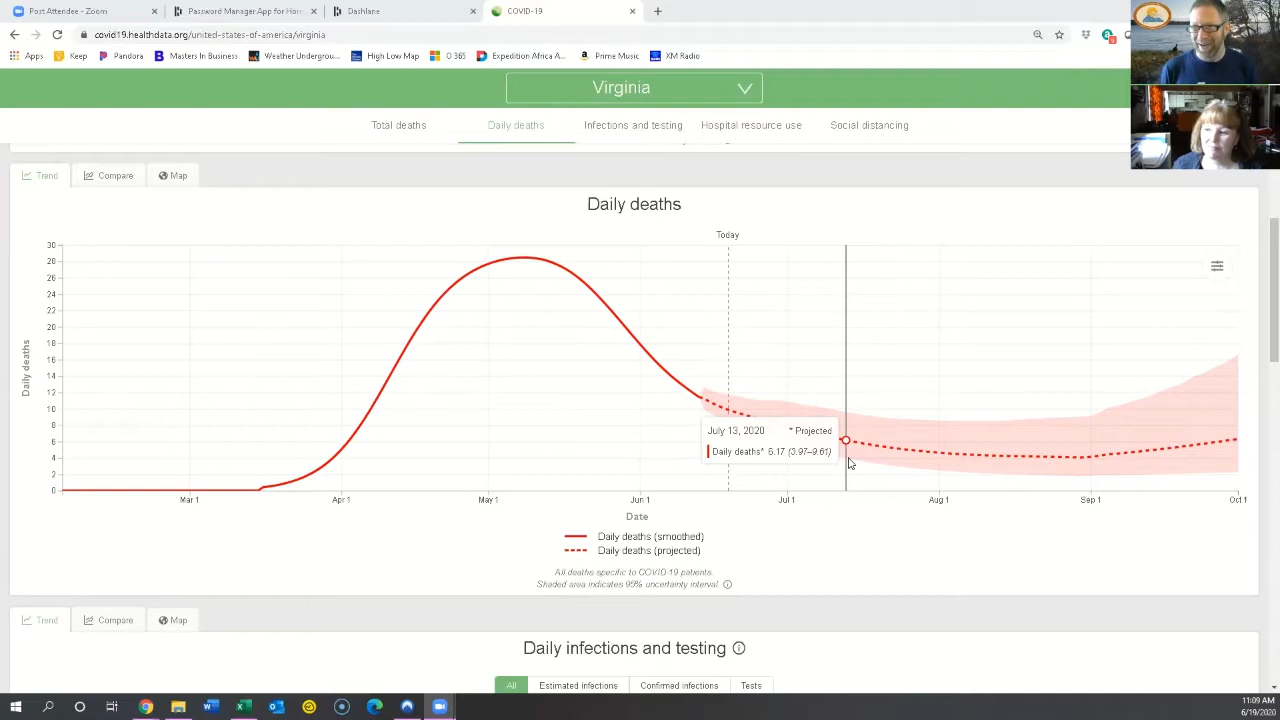 Post Attendee - Zoom
Password Manager App for Hom
Dashlane
COVID-19
covid19.healthdata.org/united-states-of-america/virginia
Apps
Keep
Pandora
Masters In Business
Weather Undergrou...
High Low Map
O 365
Expedition Africa A...
Prime Music
XM Radio
Virginia
Total deaths
Daily deaths
Infections and testing
Hospital resource use
Social distancing
Trend
Compare
Map
Daily deaths
Today
30
28
26
24
22
20
18
16
14
12
10
8
6
4
2
0
Daily deaths
July 13, 2020 * Projected
Daily deaths* 6.17 (3.97–9.61)
Mar 1
Apr 1
May 1
Jun 1
Jul 1
Aug 1
Sep 1
Oct 1
Date
Daily deaths (smoothed)
Daily deaths (projected)
All deaths specific to COVID-19 patients.
Shaded area indicates 95% uncertainty interval.
Trend
Compare
Map
Daily infections and testing
All
Estimated infections
Confirmed infections
Tests
11:09 AM
6/19/2020